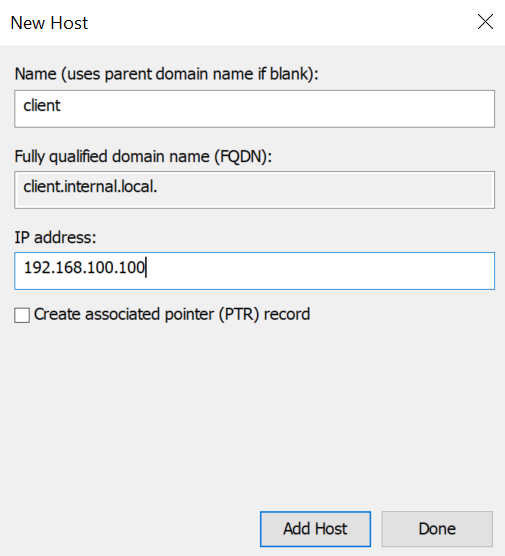 New Host
Name (uses parent domain name if blank):
client
Fully qualified domain name (FQDN):
client.internal.local.
IP address:
192.168.100.100
Create associated pointer (PTR) record
Add Host
Done